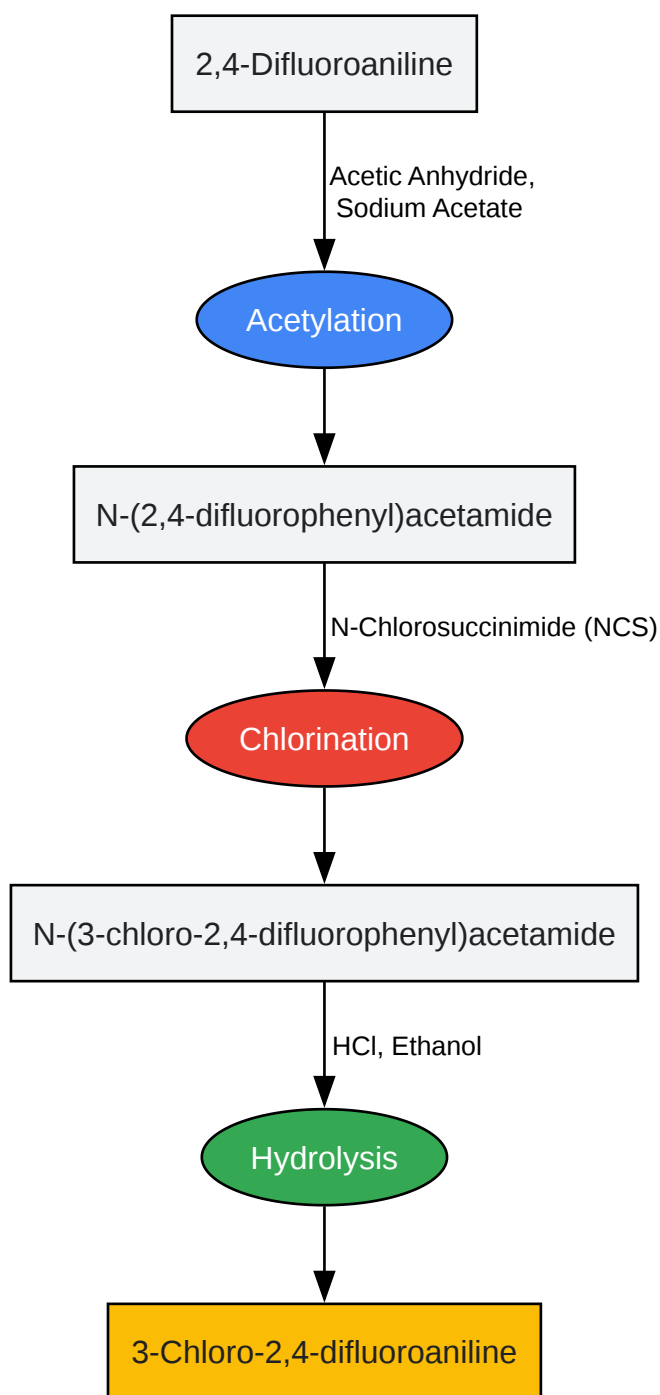 2,4-Difluoroaniline
Acetic Anhydride,
Sodium Acetate
Acetylation
N-(2,4-difluorophenyl)acetamide
N-Chlorosuccinimide (NCS)
Chlorination
N-(3-chloro-2,4-difluorophenyl)acetamide
HCl, Ethanol
Hydrolysis
3-Chloro-2,4-difluoroaniline